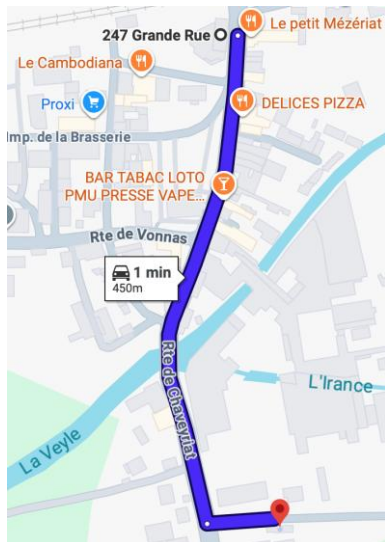 Le petit Mézériat
247 Grande Rue
Le Cambodiana
Proxi
DELICES PIZZA
Imp. de la Brasserie
BAR TABAC LOTO
PMU PRESSE VAPE...
Rte de Vonnas
1 min
450m
Rte de Chaveyriat
L'Irance
La Veyle